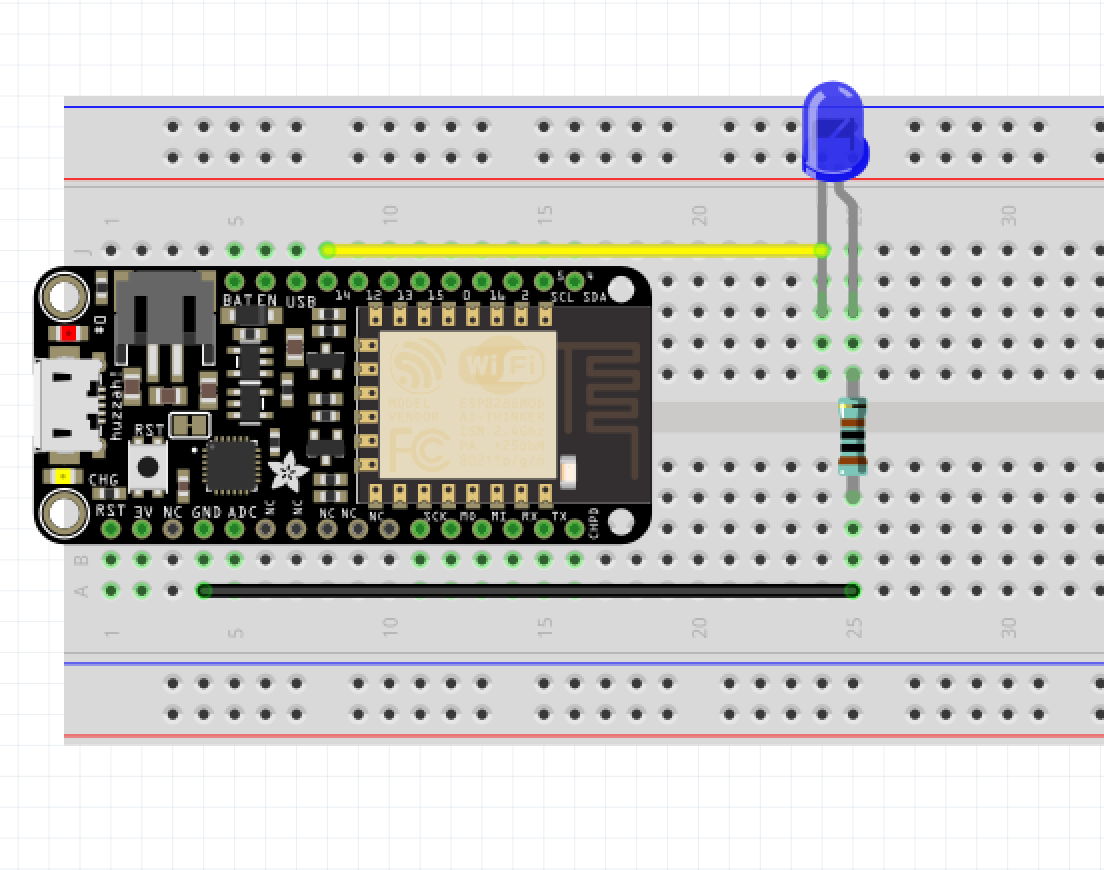 1 5 10 15 20 25 30
J
BAT EN USB 14 12 13 15 0 16 2 5 4
SCL SDA
#0
huzzah!
WiFi
FC
RST
CHG
RST 3V NC GND ADC NC NC NC NC NC SCK MO MI RX TX CHPD
B
A
1 5 10 15 20 25 30